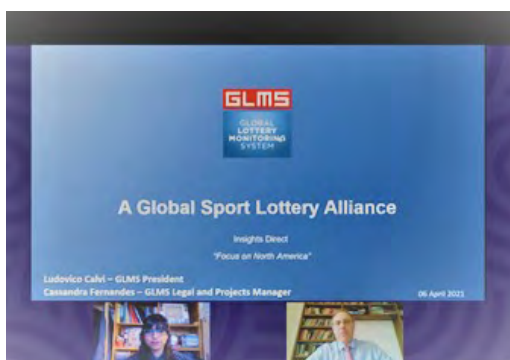 GLMS
GLOBAL
LOTTERY
MONITORING
SYSTEM
A Global Sport Lottery Alliance
Insights Direct
"Focus on North America"
Ludovico Calvi – GLMS President
Cassandra Fernandes – GLMS Legal and Projects Manager
06 April 2021